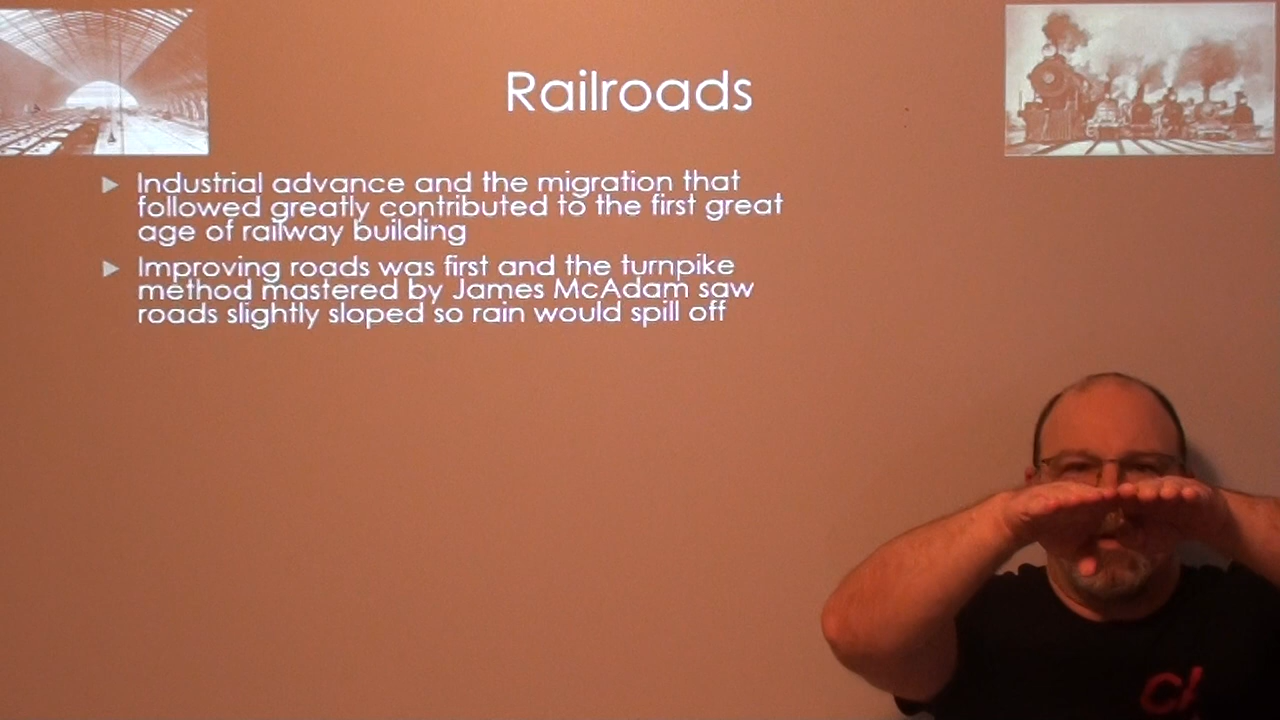 Railroads
Industrial advance and the migration that
followed greatly contributed to the first great
age of railway building
Improving roads was first and the turnpike
method mastered by James McAdam saw
roads slightly sloped so rain would spill off